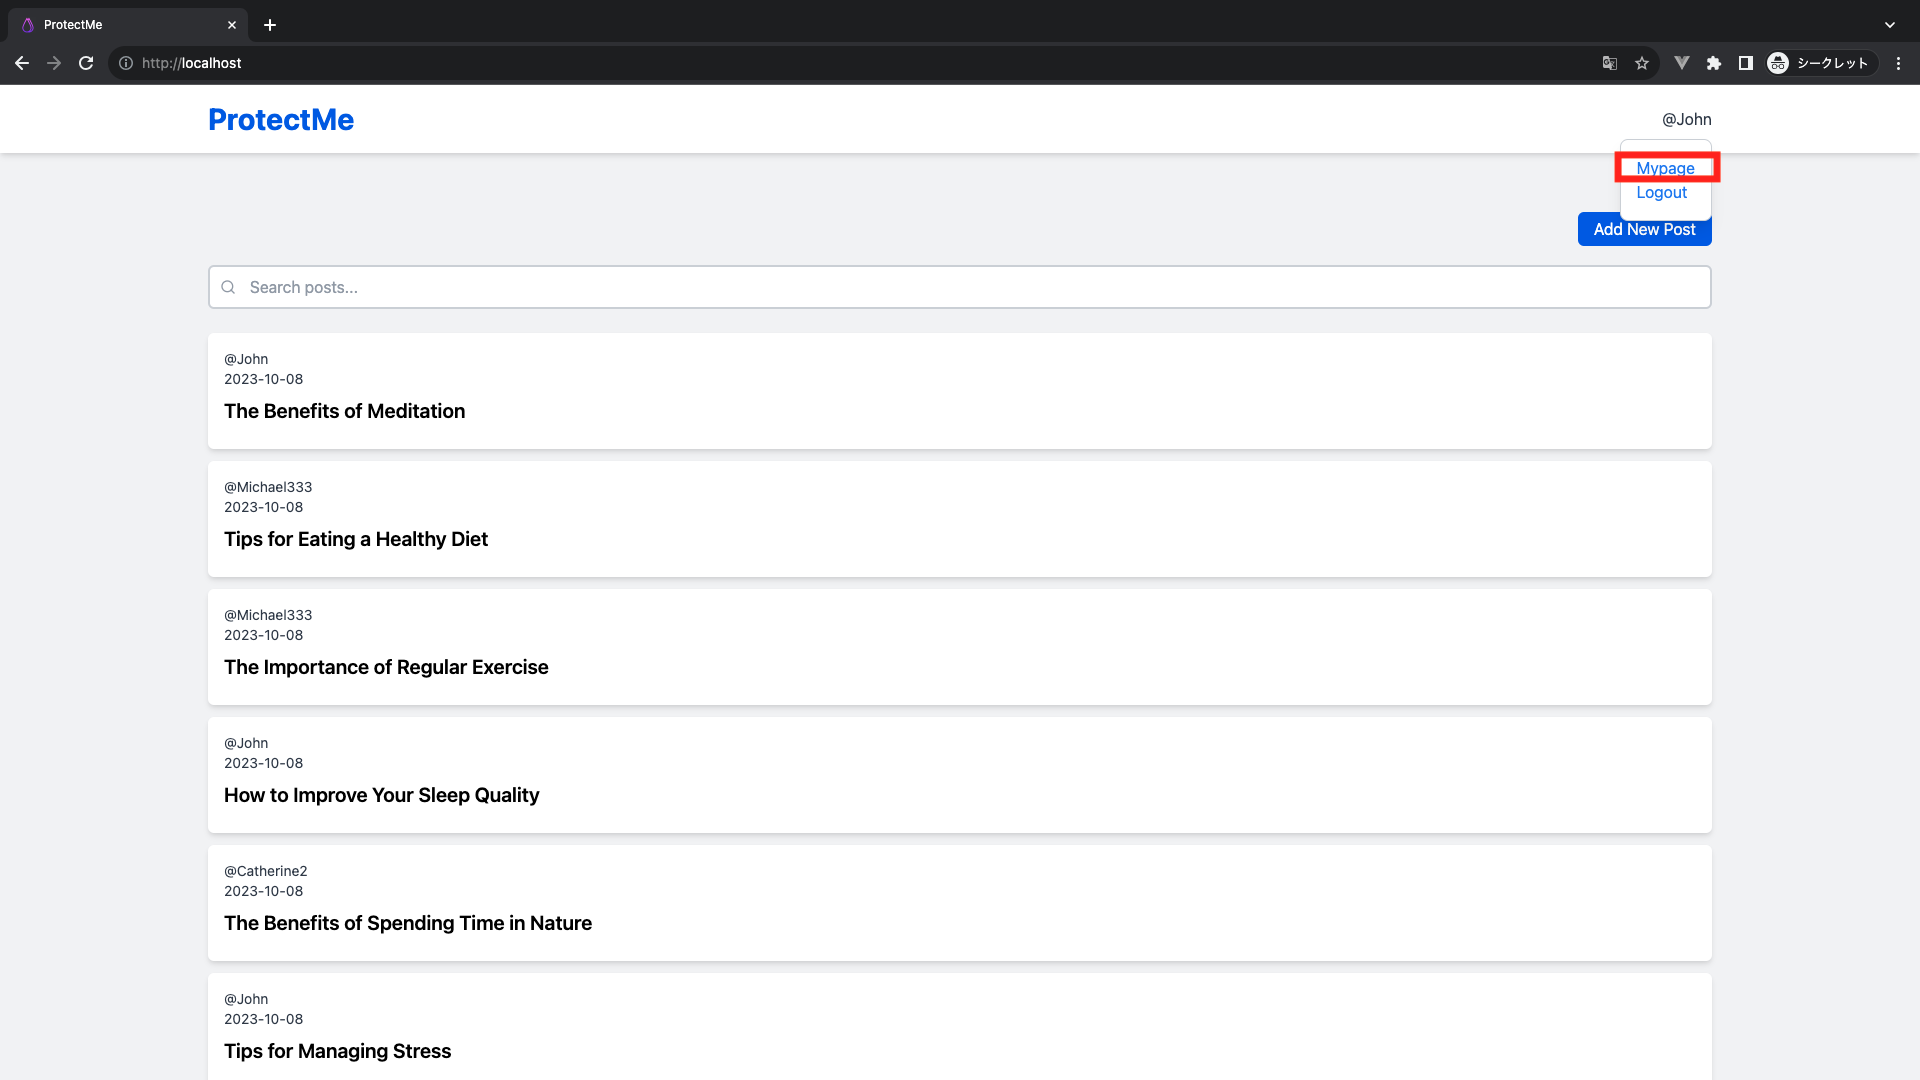 ProtectMe
http://localhost
シークレット
ProtectMe
@John
Mypage
Logout
Add New Post
Search posts...
@John
2023-10-08
The Benefits of Meditation
@Michael333
2023-10-08
Tips for Eating a Healthy Diet
@Michael333
2023-10-08
The Importance of Regular Exercise
@John
2023-10-08
How to Improve Your Sleep Quality
@Catherine2
2023-10-08
The Benefits of Spending Time in Nature
@John
2023-10-08
Tips for Managing Stress